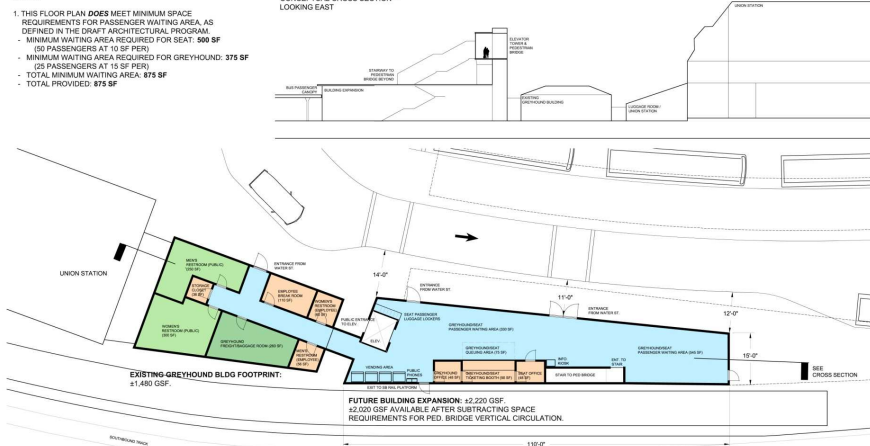 1. THIS FLOOR PLAN DOES MEET MINIMUM SPACE
REQUIREMENTS FOR PASSENGER WAITING AREA, AS
DEFINED IN THE DRAFT ARCHITECTURAL PROGRAM.
- MINIMUM WAITING AREA REQUIRED FOR SEAT: 500 SF
(50 PASSENGERS AT 10 SF PER)
- MINIMUM WAITING AREA REQUIRED FOR GREYHOUND: 375 SF
(25 PASSENGERS AT 15 SF PER)
- TOTAL MINIMUM WAITING AREA: 875 SF
- TOTAL PROVIDED: 875 SF
LOOKING EAST
UNION STATION
ELEVATOR
TOWER &
PEDESTRIAN
BRIDGE
STAIRWAY TO
PEDESTRIAN
BRIDGE BEYOND
BUS PASSENGER
CANOPY
BUILDING EXPANSION
EXISTING
GREYHOUND BUILDING
LUGGAGE ROOM /
UNION STATION
UNION STATION
MEN'S
RESTROOM (PUBLIC)
ENTRANCE FROM
WATER ST.
STORAGE
CLOSET
EMPLOYEE
BREAK ROOM
(110 SF)
WOMEN'S
RESTROOM
(EMPLOYEE)
WOMEN'S
RESTROOM (PUBLIC)
GREYHOUND
FREIGHT/BAGGAGE ROOM
MEN'S
RESTROOM
(EMPLOYEE)
PUBLIC ENTRANCE
TO ELEV
ELEV.
14'-0"
ENTRANCE
FROM WATER ST.
SEAT PASSENGER
LUGGAGE LOCKERS
11'-0"
ENTRANCE
FROM WATER ST.
12'-0"
15'-0"
GREYHOUND/SEAT
PASSENGER WAITING AREA
GREYHOUND/SEAT
QUEUING AREA (75 SF)
GREYHOUND/SEAT
PASSENGER WAITING AREA
VENDING AREA
PUBLIC
PHONES
GREYHOUND
OFFICE
GREYHOUND/SEAT
TICKETING BOOTH
SEAT OFFICE
INFO
KIOSK
ENT. TO
STAIR
STAIR TO PED BRIDGE
EXIT TO SB RAIL PLATFORM
SEE
CROSS SECTION
EXISTING GREYHOUND BLDG FOOTPRINT:
±1,480 GSF.
FUTURE BUILDING EXPANSION: ±2,220 GSF.
±2,020 GSF AVAILABLE AFTER SUBTRACTING SPACE
REQUIREMENTS FOR PED. BRIDGE VERTICAL CIRCULATION.
SOUTHBOUND TRACK
110'-0"